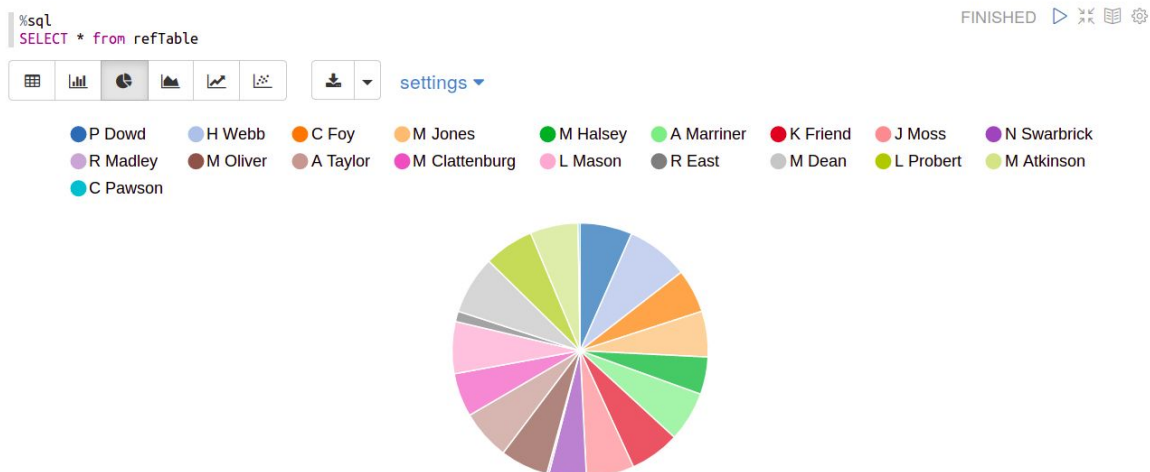 %sql
FINISHED
SELECT * from refTable
settings
P Dowd H Webb C Foy M Jones M Halsey A Marriner K Friend J Moss N Swarbrick
R Madley M Oliver A Taylor M Clattenburg L Mason R East M Dean L Probert M Atkinson
C Pawson